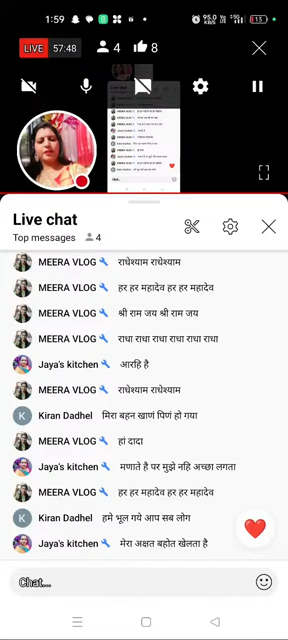 1:59
95.0
13
LIVE 57:48 4 8
Live chat
Top messages 4
MEERA VLOG राधेश्याम राधेश्याम
MEERA VLOG हर हर महादेव हर हर महादेव
MEERA VLOG श्री राम जय श्री राम जय
MEERA VLOG राधा राधा राधा राधा राधा राधा
Jaya's kitchen आरहि है
MEERA VLOG राधेश्याम राधेश्याम
K Kiran Dadhel मिरा बहन खाणं पिणं हो गया
MEERA VLOG हां दादा
Jaya's kitchen मणाते है पर मुझे नहि अच्छा लगता
MEERA VLOG हर हर महादेव हर हर महादेव
K Kiran Dadhel हमे भूल गये आप सब लोग
Jaya's kitchen मेरा अक्षत बहोत खेलता है
Chat...